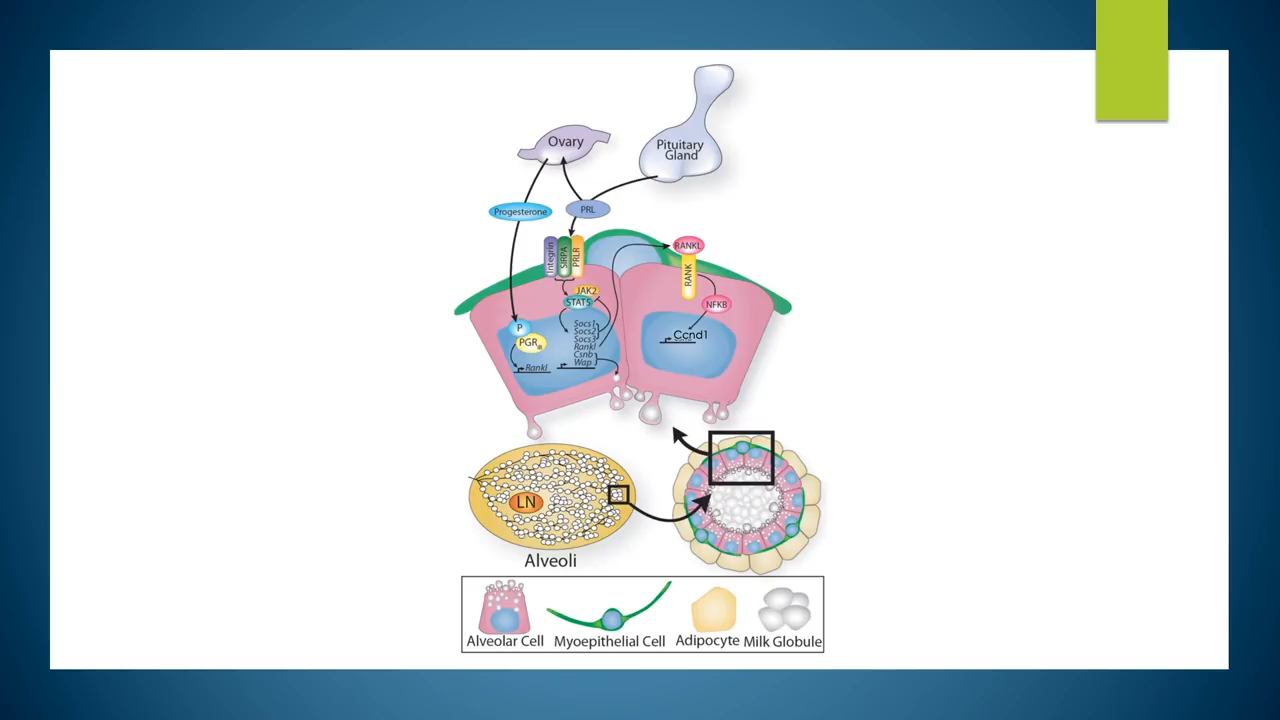 Ovary
Pituitary
Gland
Progesterone
PRL
Integrin
SIRPA
PRLR
RANKL
RANK
JAK2
STAT5
NFKB
P
PGR
Socs1
Socs2
Socs3
Rankl
Csnb
Wap
Rankl
Ccnd1
LN
Alveoli
Alveolar Cell
Myoepithelial Cell
Adipocyte
Milk Globule